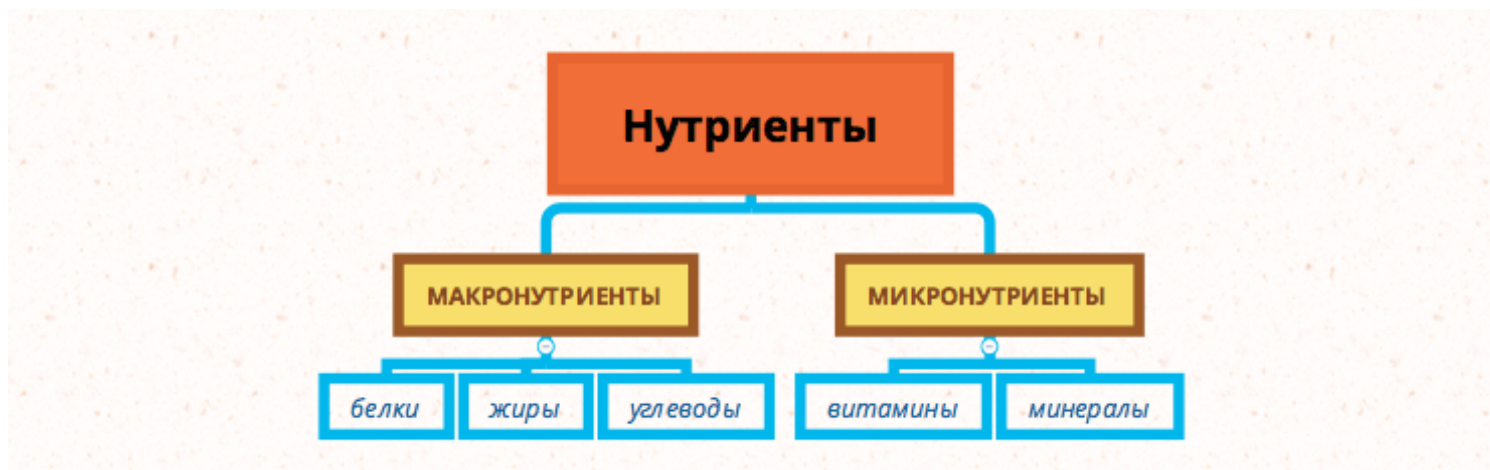 Нутриенты
МАКРОНУТРИЕНТЫ
МИКРОНУТРИЕНТЫ
белки
жиры
углеводы
витамины
минералы